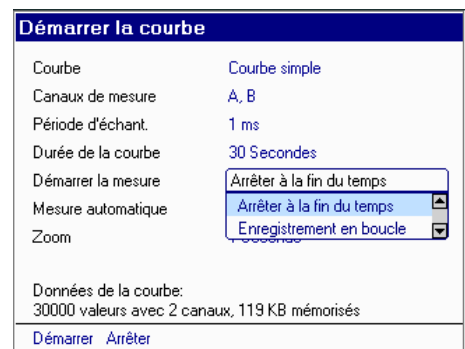 Démarrer la courbe
Courbe Courbe simple
Canaux de mesure A, B
Période d'échant. 1 ms
Durée de la courbe 30 Secondes
Démarrer la mesure Arrêter à la fin du temps
Arrêter à la fin du temps
Mesure automatique
Enregistrement en boucle
Zoom
Données de la courbe:
30000 valeurs avec 2 canaux, 119 KB mémorisés
Démarrer Arrêter